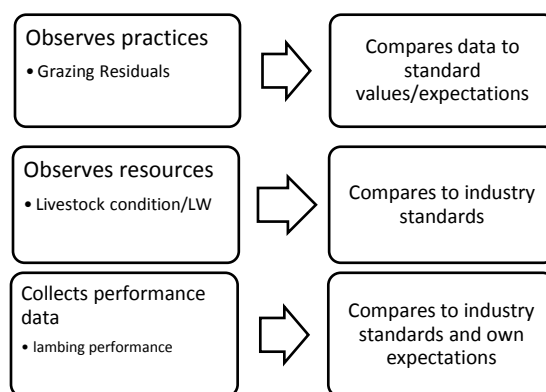 Observes practices
• Grazing Residuals
Compares data to
standard
values/expectations
Observes resources
• Livestock condition/LW
Compares to industry
standards
Collects performance
data
• lambing performance
Compares to industry
standards and own
expectations